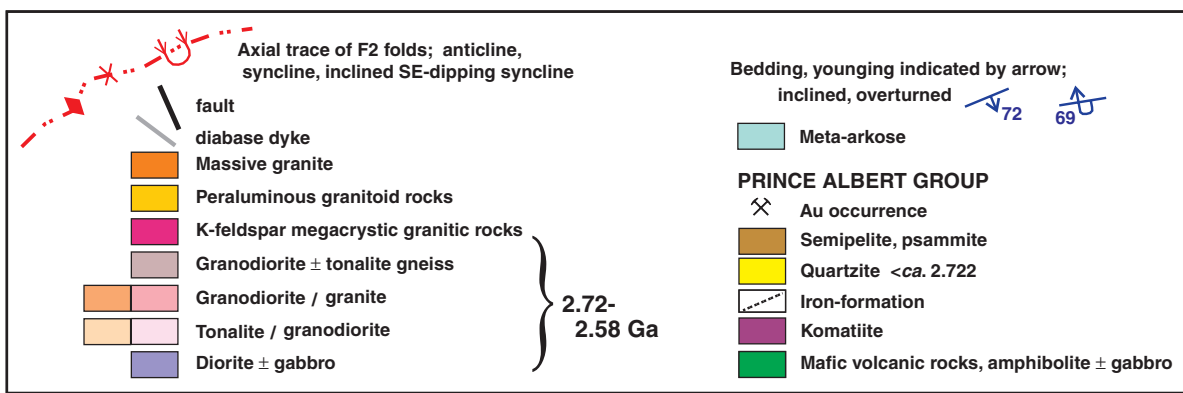 Axial trace of F2 folds; anticline,
syncline, inclined SE-dipping syncline
fault
diabase dyke
Massive granite
Peraluminous granitoid rocks
K-feldspar megacrystic granitic rocks
Granodiorite ± tonalite gneiss
Granodiorite / granite
Tonalite / granodiorite
Diorite ± gabbro
2.72-
2.58 Ga
Bedding, younging indicated by arrow;
inclined, overturned
72
69
Meta-arkose
PRINCE ALBERT GROUP
Au occurrence
Semipelite, psammite
Quartzite <ca. 2.722
Iron-formation
Komatiite
Mafic volcanic rocks, amphibolite ± gabbro